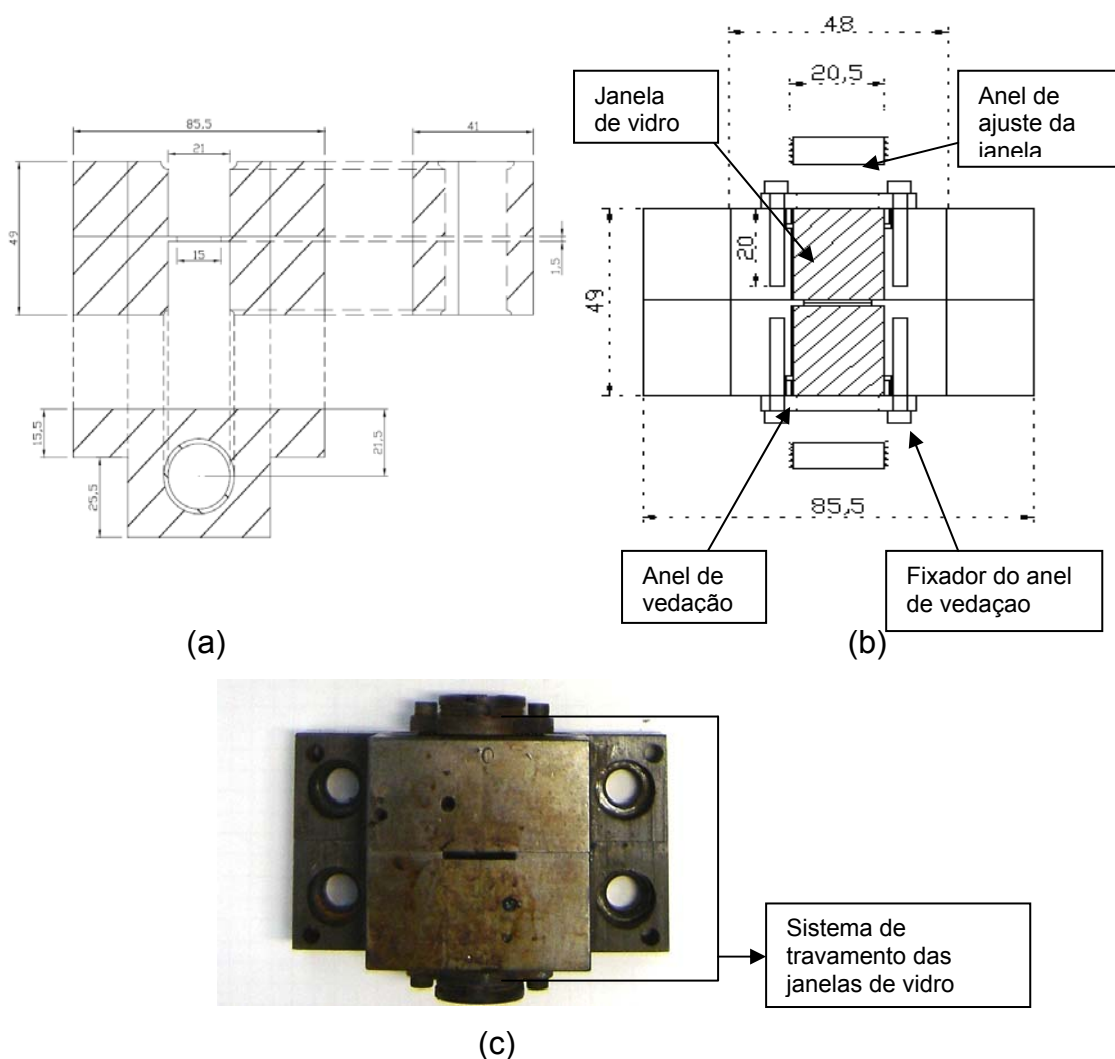 85,5
21
41
49
15
1,5
15,5
21,5
25,5
(a)
48
20,5
Janela
de vidro
Anel de
ajuste da
janela
20
49
85,5
Anel de
vedação
Fixador do anel
de vedaçao
(b)
Sistema de
travamento das
janelas de vidro
(c)